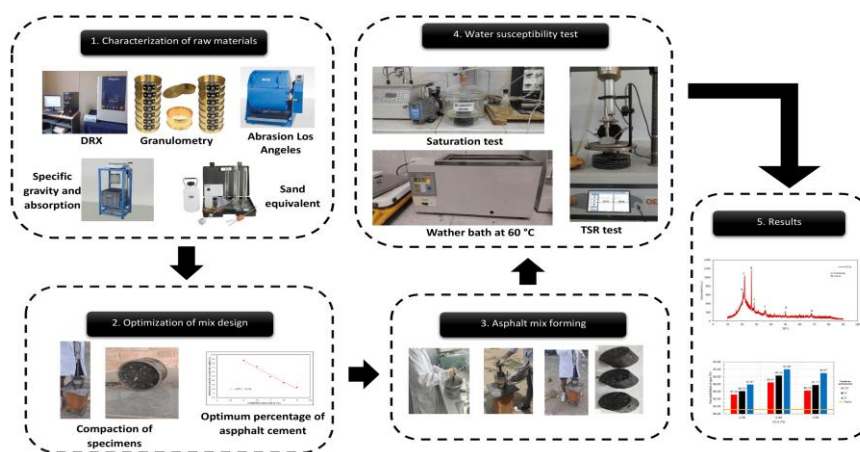 1. Characterization of raw materials
DRX
Granulometry
Abrasion Los
Angeles
Specific
gravity and
absorption
Sand
equivalent
2. Optimization of mix design
Compaction of
specimens
Optimum percentage of
aspphalt cement
3. Asphalt mix forming
4. Water susceptibility test
Saturation test
Wather bath at 60 °C
TSR test
5. Results